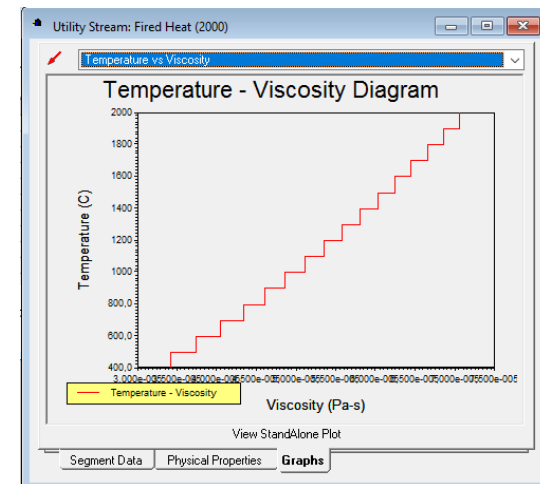 Utility Stream: Fired Heat (2000)
Temperature vs Viscosity
Temperature - Viscosity Diagram
2000
1800
1600
1400
1200
1000
800,0
600,0
400,0
Temperature (C)
Temperature - Viscosity
Viscosity (Pa-s)
View StandAlone Plot
Segment Data
Physical Properties
Graphs